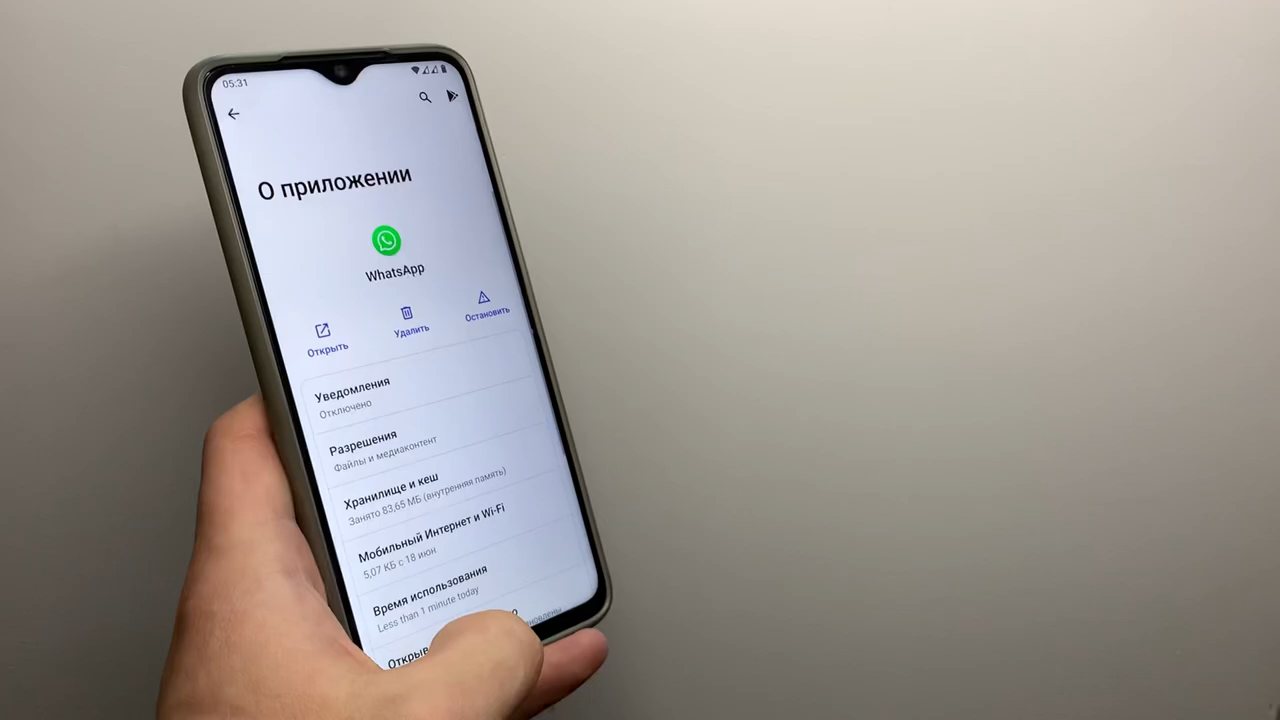 05:31
О приложении
WhatsApp
Открыть
Удалить
Остановить
Уведомления
Отключено
Разрешения
Файлы и медиаконтент
Хранилище и кеш
Занято 83,65 МБ (внутренняя память)
Мобильный Интернет и Wi-Fi
5,07 КБ с 18 июн
Время использования
Less than 1 minute today